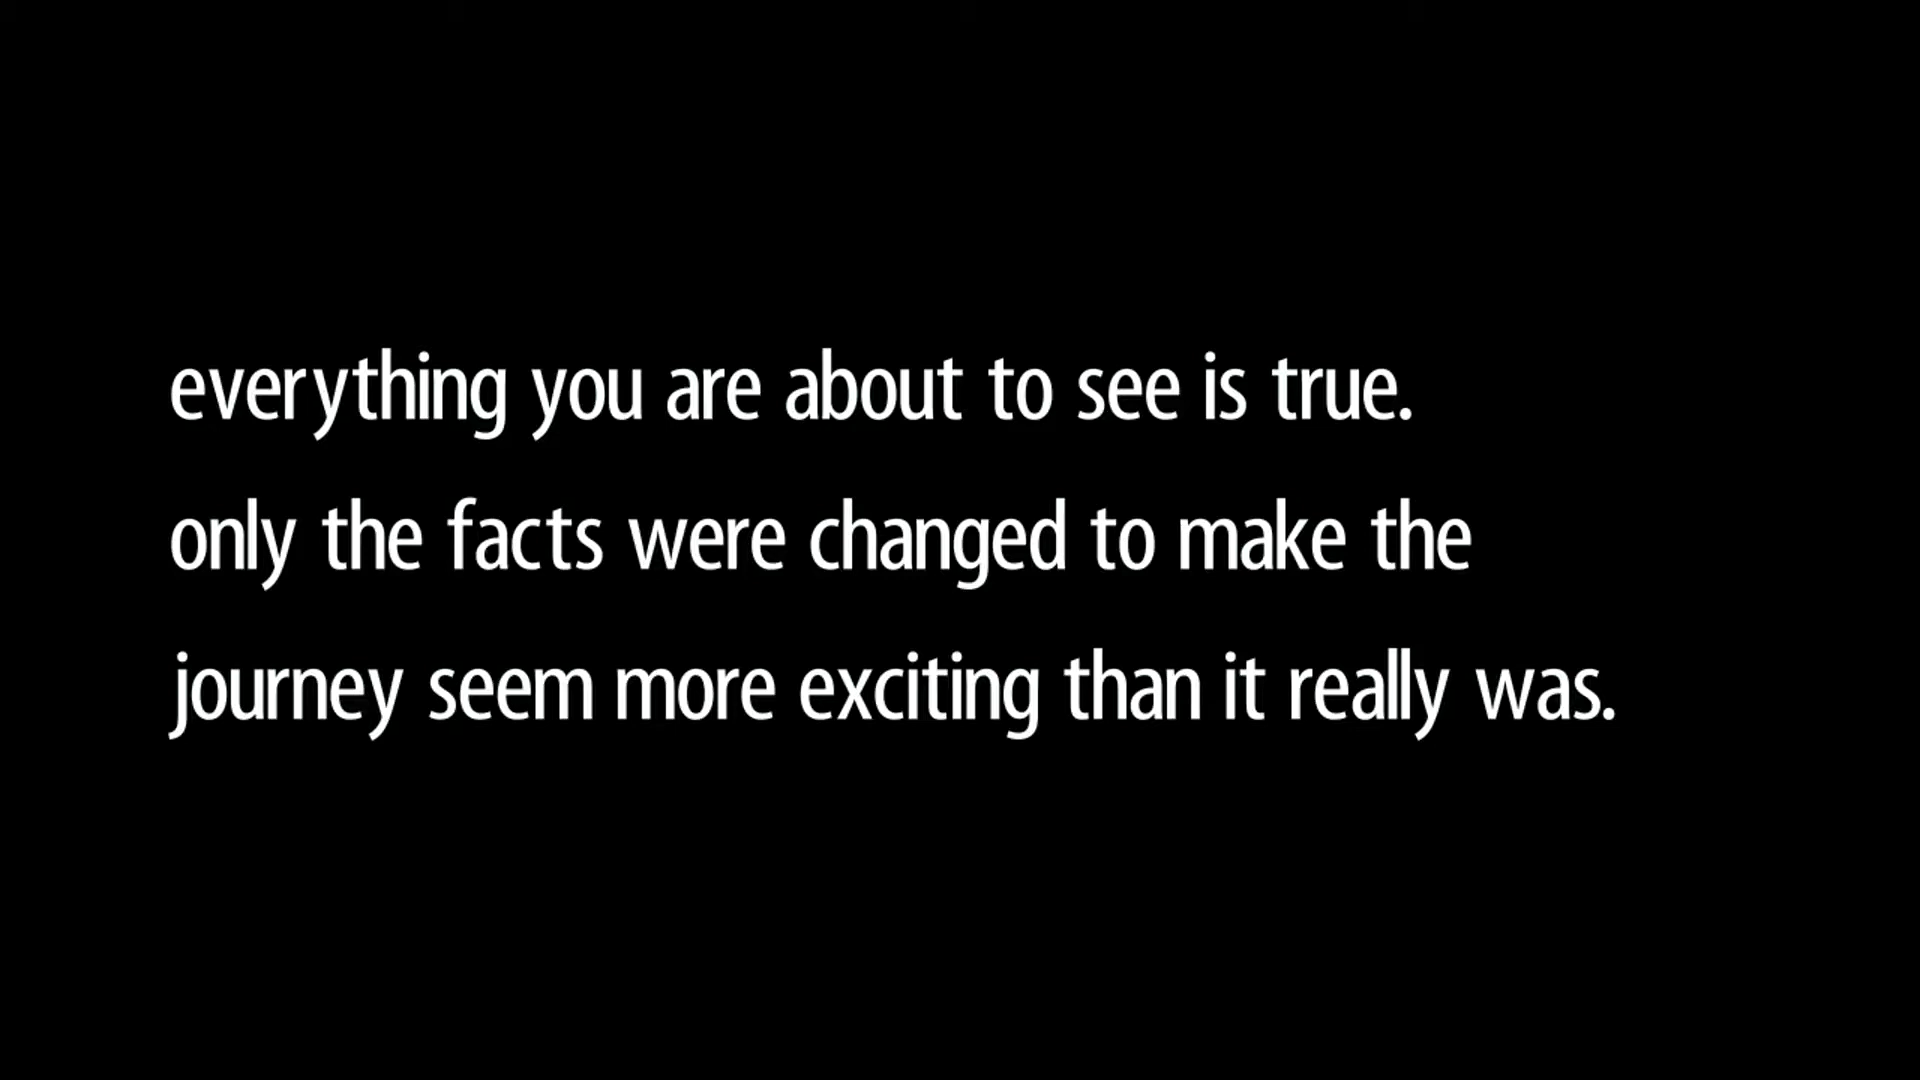 everything you are about to see is true.
only the facts were changed to make the
journey seem more exciting than it really was.